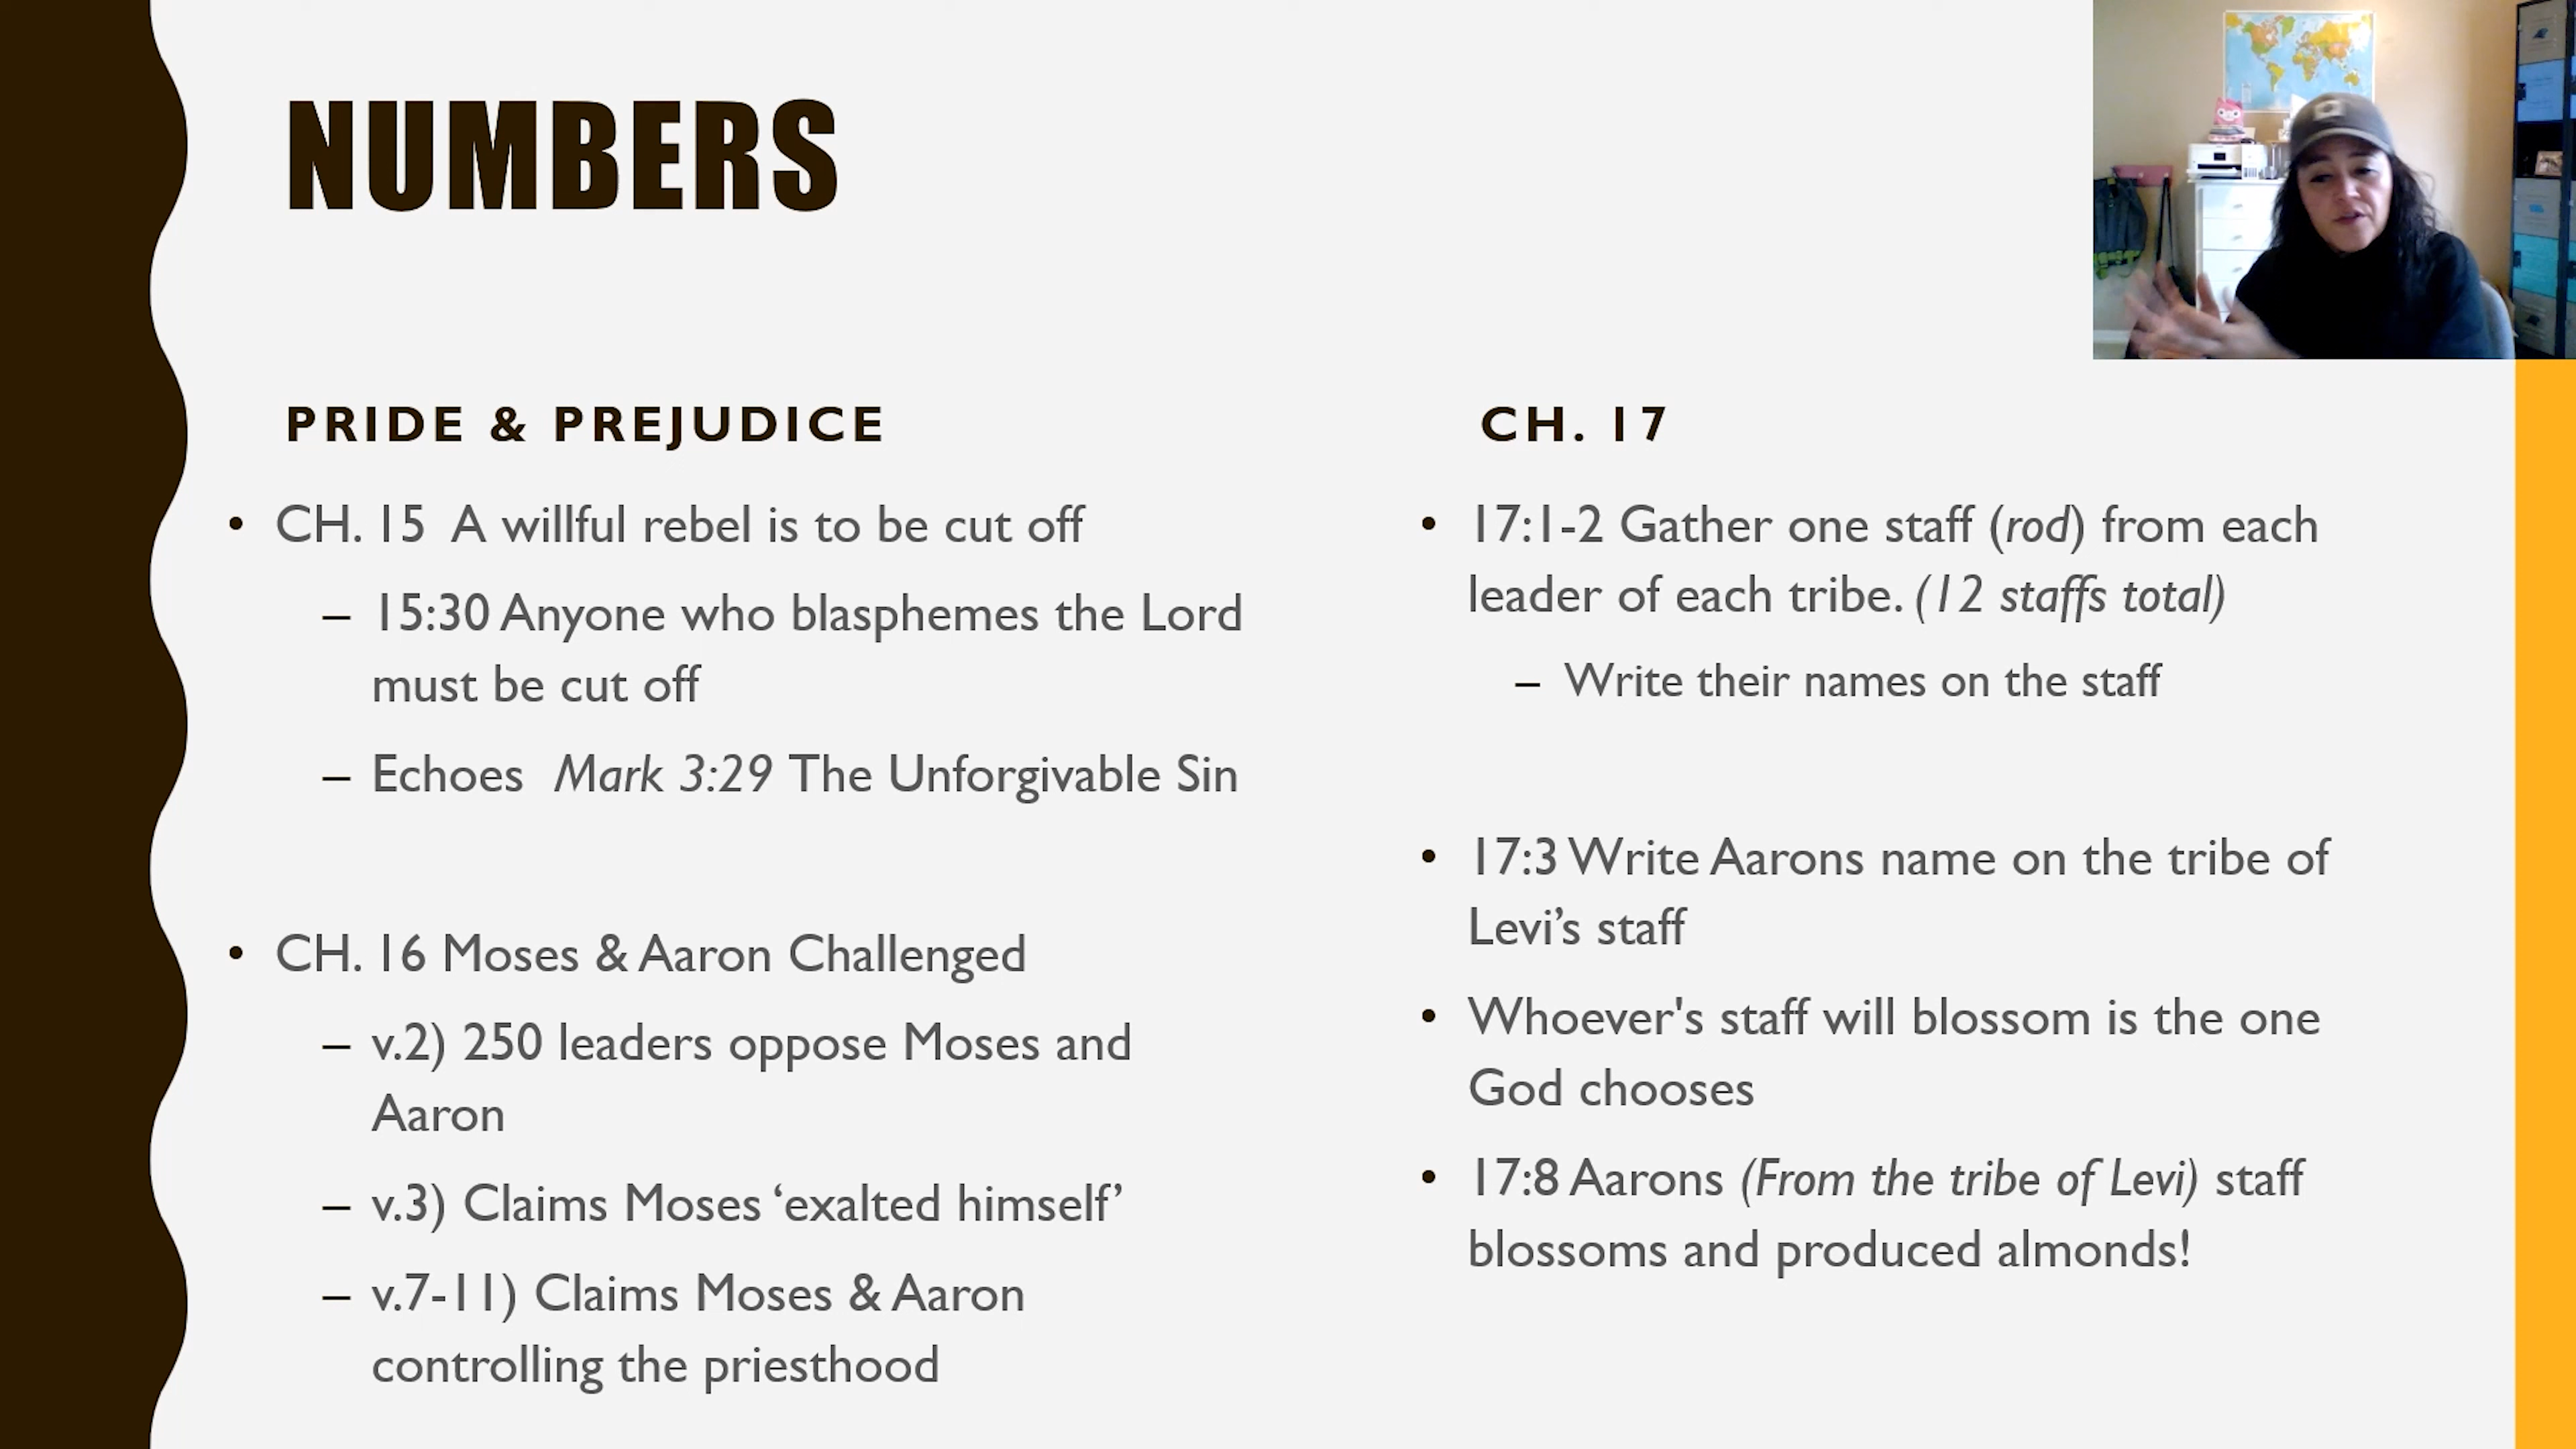 NUMBERS
PRIDE & PREJUDICE
• CH. 15 A willful rebel is to be cut off
– 15:30 Anyone who blasphemes the Lord
must be cut off
– Echoes Mark 3:29 The Unforgivable Sin
• CH. 16 Moses & Aaron Challenged
– v.2) 250 leaders oppose Moses and
Aaron
– v.3) Claims Moses ‘exalted himself’
– v.7-11) Claims Moses & Aaron
controlling the priesthood
CH. 17
• 17:1-2 Gather one staff (rod) from each
leader of each tribe. (12 staffs total)
– Write their names on the staff
• 17:3 Write Aarons name on the tribe of
Levi’s staff
• Whoever's staff will blossom is the one
God chooses
• 17:8 Aarons (From the tribe of Levi) staff
blossoms and produced almonds!